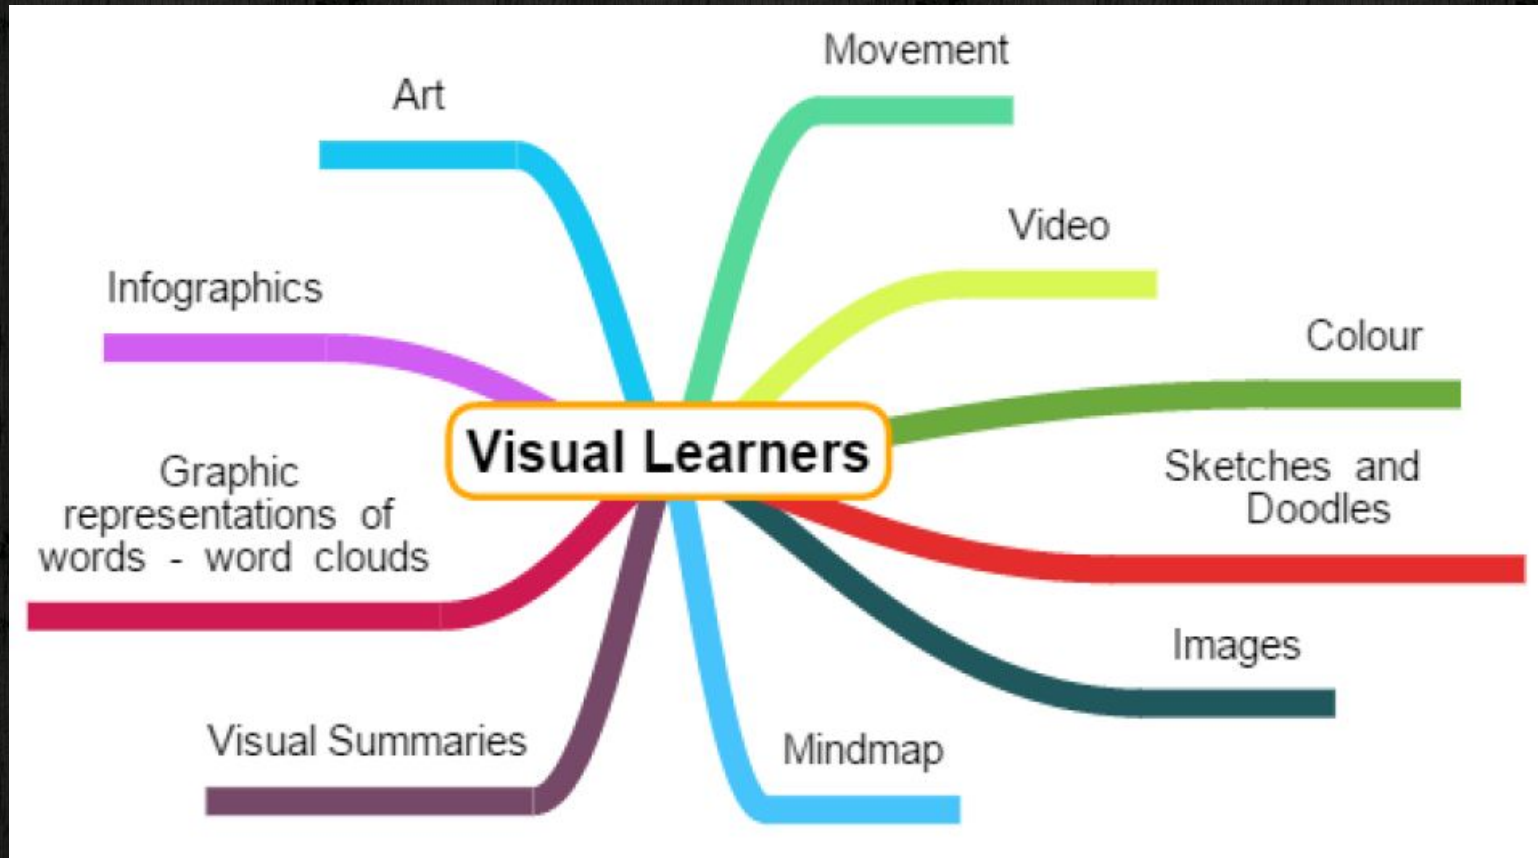 Movement
Art
Video
Infographics
Colour
Visual Learners
Graphic
representations of
words - word clouds
Sketches and
Doodles
Images
Visual Summaries
Mindmap